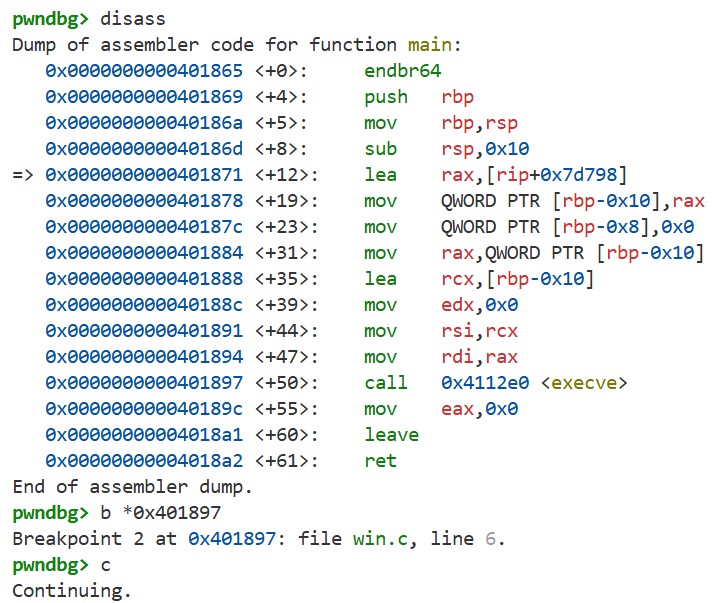 pwndbg> disass
Dump of assembler code for function main:
   0x0000000000401865 <+0>:     endbr64
   0x0000000000401869 <+4>:     push   rbp
   0x000000000040186a <+5>:     mov    rbp,rsp
   0x000000000040186d <+8>:     sub    rsp,0x10
=> 0x0000000000401871 <+12>:    lea    rax,[rip+0x7d798]
   0x0000000000401878 <+19>:    mov    QWORD PTR [rbp-0x10],rax
   0x000000000040187c <+23>:    mov    QWORD PTR [rbp-0x8],0x0
   0x0000000000401884 <+31>:    mov    rax,QWORD PTR [rbp-0x10]
   0x0000000000401888 <+35>:    lea    rcx,[rbp-0x10]
   0x000000000040188c <+39>:    mov    edx,0x0
   0x0000000000401891 <+44>:    mov    rsi,rcx
   0x0000000000401894 <+47>:    mov    rdi,rax
   0x0000000000401897 <+50>:    call   0x4112e0 <execve>
   0x000000000040189c <+55>:    mov    eax,0x0
   0x00000000004018a1 <+60>:    leave
   0x00000000004018a2 <+61>:    ret
End of assembler dump.
pwndbg> b *0x401897
Breakpoint 2 at 0x401897: file win.c, line 6.
pwndbg> c
Continuing.